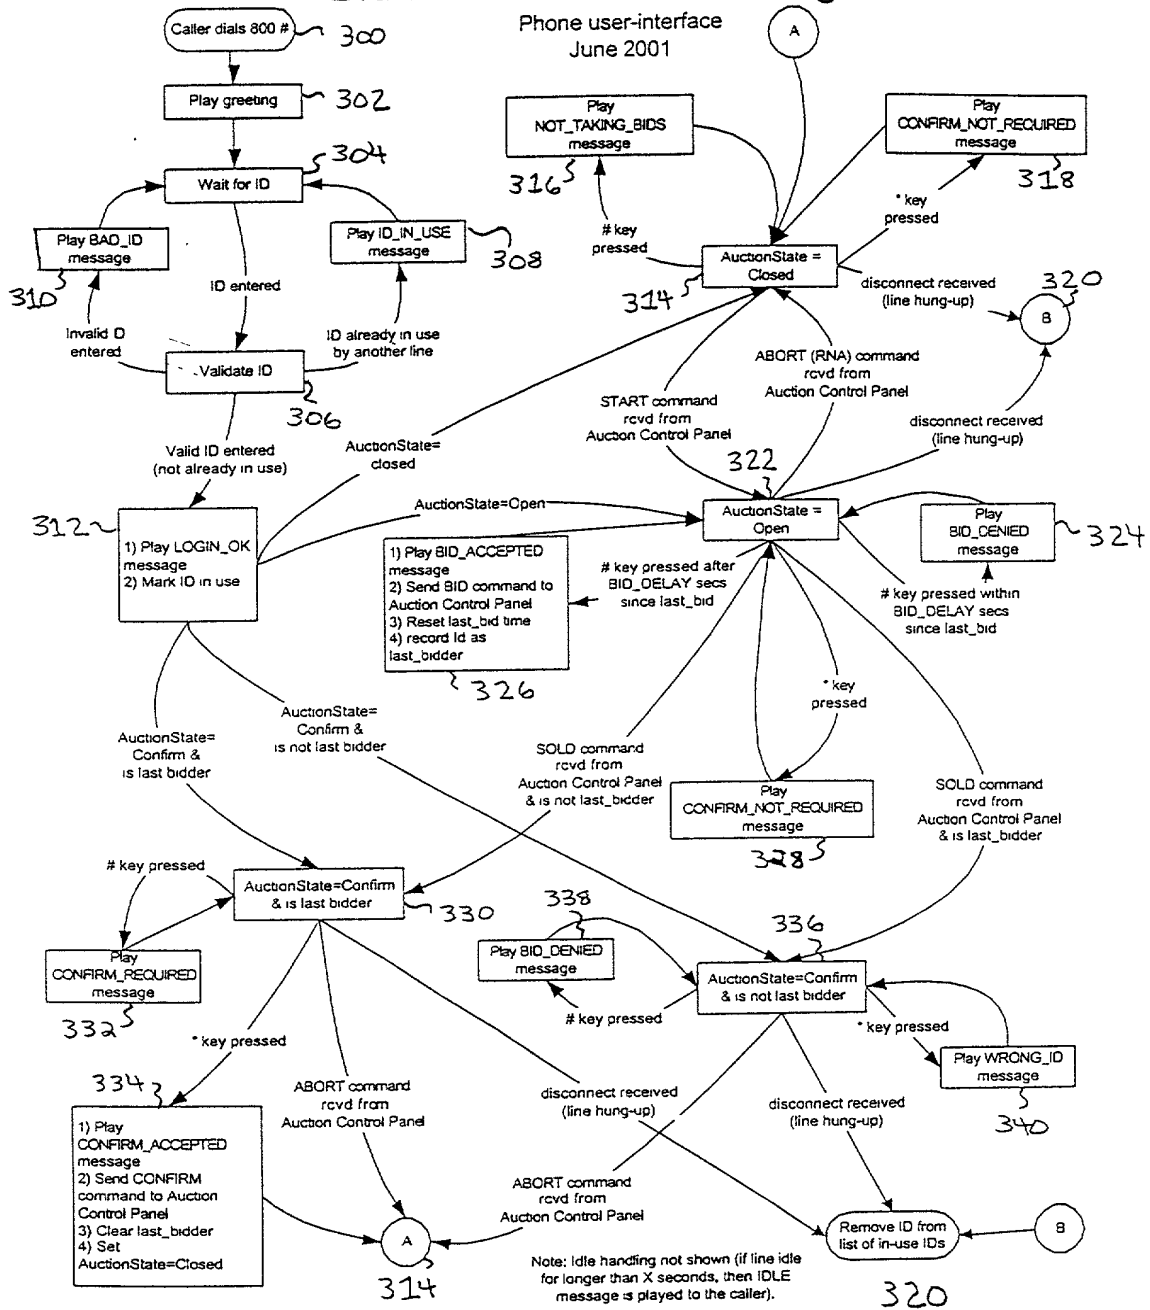 Phone user-interface
June 2001
Caller dials 800 #
300
Play greeting
302
304
Wait for ID
Play BAD_ID
message
310
Play ID_IN_USE
message
308
ID entered
Invalid ID
entered
ID already in use
by another line
Validate ID
306
Valid ID entered
(not already in use)
312
1) Play LOGIN_OK
message
2) Mark ID in use
A
Play
NOT_TAKING_BIDS
message
316
Play
CONFIRM_NOT_REQUIRED
message
318
# key
pressed
* key
pressed
AuctionState =
Closed
314
disconnect received
(line hung-up)
320
B
ABORT (RNA) command
rcvd from
Auction Control Panel
START command
rcvd from
Auction Control Panel
disconnect received
(line hung-up)
AuctionState=
closed
322
AuctionState=Open
AuctionState =
Open
Play
BID_DENIED
message
324
1) Play BID_ACCEPTED
message
2) Send BID command to
Auction Control Panel
3) Reset last_bid time
4) record Id as
last_bidder
326
# key pressed after
BID_DELAY secs
since last_bid
# key pressed within
BID_DELAY secs
since last_bid
* key
pressed
AuctionState=
Confirm &
is last bidder
AuctionState=
Confirm &
is not last bidder
SOLD command
rcvd from
Auction Control Panel
& is not last_bidder
Play
CONFIRM_NOT_REQUIRED
message
328
SOLD command
rcvd from
Auction Control Panel
& is last_bidder
# key pressed
AuctionState=Confirm
& is last bidder
330
338
336
Play BID_DENIED
message
AuctionState=Confirm
& is not last bidder
Play
CONFIRM_REQUIRED
message
332
# key pressed
* key pressed
Play WRONG_ID
message
340
* key pressed
334
1) Play
CONFIRM_ACCEPTED
message
2) Send CONFIRM
command to Auction
Control Panel
3) Clear last_bidder
4) Set
AuctionState=Closed
ABORT command
rcvd from
Auction Control Panel
disconnect received
(line hung-up)
disconnect received
(line hung-up)
ABORT command
rcvd from
Auction Control Panel
A
314
Remove ID from
list of in-use IDs
B
320
Note: Idle handling not shown (if line idle
for longer than X seconds, then IDLE
message is played to the caller).